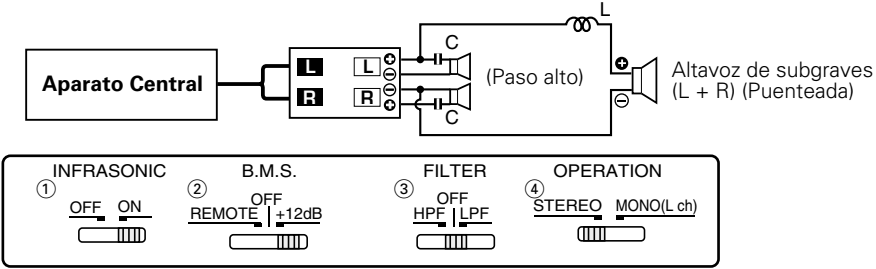 L
C
Aparato Central
L L ⊕ ⊖
R R ⊖ ⊕
C
(Paso alto)
⊕ ⊖
Altavoz de subgraves
(L + R) (Puenteada)
① INFRASONIC
OFF ON
② B.M.S.
OFF
REMOTE +12dB
③ FILTER
OFF
HPF LPF
④ OPERATION
STEREO MONO(L ch)